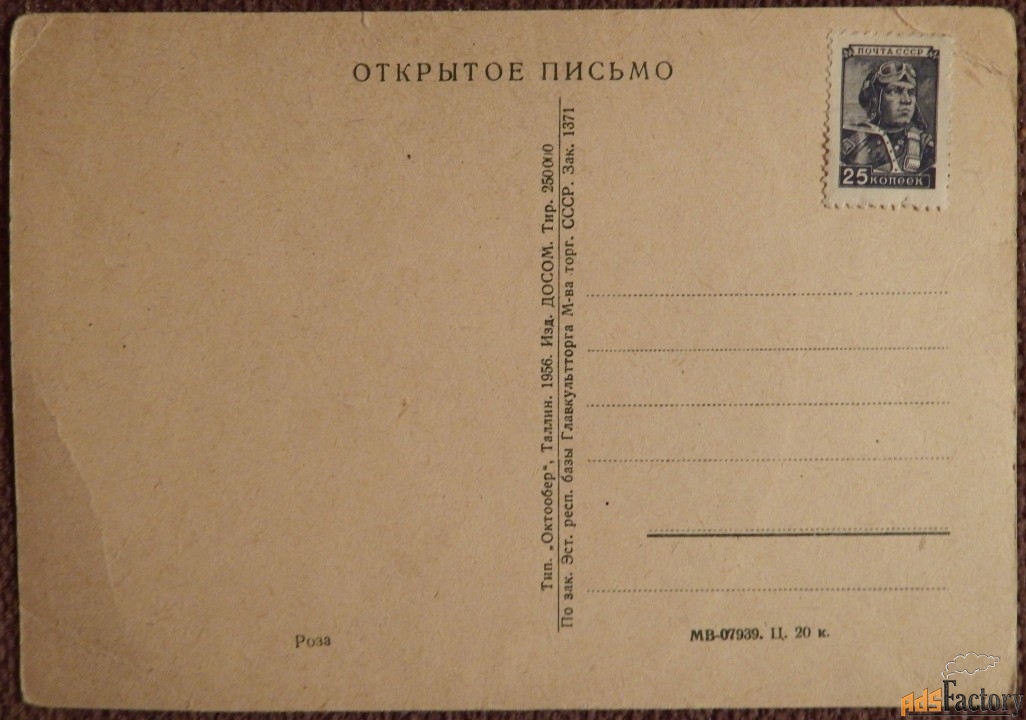 ОТКРЫТОЕ ПИСЬМО
ПОЧТА СССР
25 КОПЕЕК
Тип. „Октообер“, Таллин. 1956. Изд. ДОСОМ. Тир. 250000
По зак. Эст. респ. базы Главкультторга М-ва торг. СССР. Зак. 1371
Роза
МВ-07939. Ц. 20 к.
AdsFactory